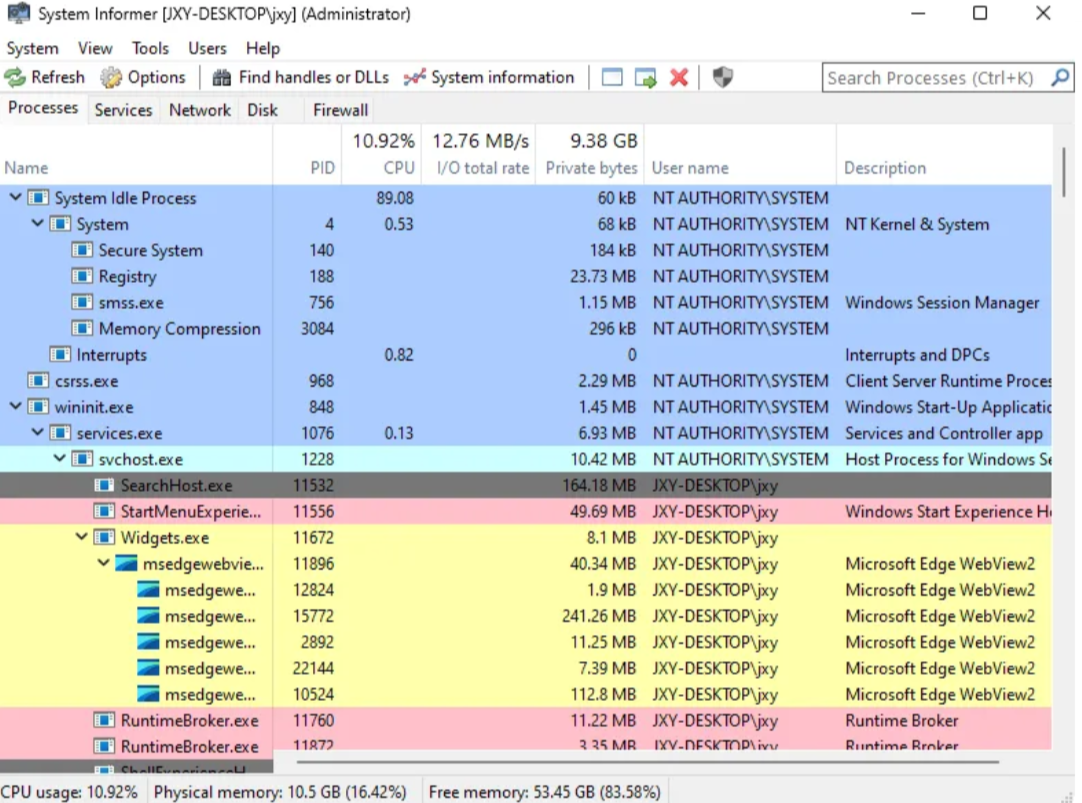 System Informer [JXY-DESKTOP\jxy] (Administrator)
System View Tools Users Help
Refresh Options Find handles or DLLs System information Search Processes (Ctrl+K)
Processes Services Network Disk Firewall
10.92% 12.76 MB/s 9.38 GB
Name PID CPU I/O total rate Private bytes User name Description
System Idle Process 89.08 60 kB NT AUTHORITY\SYSTEM
System 4 0.53 68 kB NT AUTHORITY\SYSTEM NT Kernel & System
Secure System 140 184 kB NT AUTHORITY\SYSTEM
Registry 188 23.73 MB NT AUTHORITY\SYSTEM
smss.exe 756 1.15 MB NT AUTHORITY\SYSTEM Windows Session Manager
Memory Compression 3084 296 kB NT AUTHORITY\SYSTEM
Interrupts 0.82 0 Interrupts and DPCs
csrss.exe 968 2.29 MB NT AUTHORITY\SYSTEM Client Server Runtime Proces
wininit.exe 848 1.45 MB NT AUTHORITY\SYSTEM Windows Start-Up Applicatic
services.exe 1076 0.13 6.93 MB NT AUTHORITY\SYSTEM Services and Controller app
svchost.exe 1228 10.42 MB NT AUTHORITY\SYSTEM Host Process for Windows Se
SearchHost.exe 11532 164.18 MB JXY-DESKTOP\jxy
StartMenuExperie... 11556 49.69 MB JXY-DESKTOP\jxy Windows Start Experience H
Widgets.exe 11672 8.1 MB JXY-DESKTOP\jxy
msedgewebvie... 11896 40.34 MB JXY-DESKTOP\jxy Microsoft Edge WebView2
msedgewe... 12824 1.9 MB JXY-DESKTOP\jxy Microsoft Edge WebView2
msedgewe... 15772 241.26 MB JXY-DESKTOP\jxy Microsoft Edge WebView2
msedgewe... 2892 11.25 MB JXY-DESKTOP\jxy Microsoft Edge WebView2
msedgewe... 22144 7.39 MB JXY-DESKTOP\jxy Microsoft Edge WebView2
msedgewe... 10524 112.8 MB JXY-DESKTOP\jxy Microsoft Edge WebView2
RuntimeBroker.exe 11760 11.22 MB JXY-DESKTOP\jxy Runtime Broker
RuntimeBroker.exe 11872 3.35 MB JXY-DESKTOP\jxy Runtime Broker
CPU usage: 10.92% Physical memory: 10.5 GB (16.42%) Free memory: 53.45 GB (83.58%)